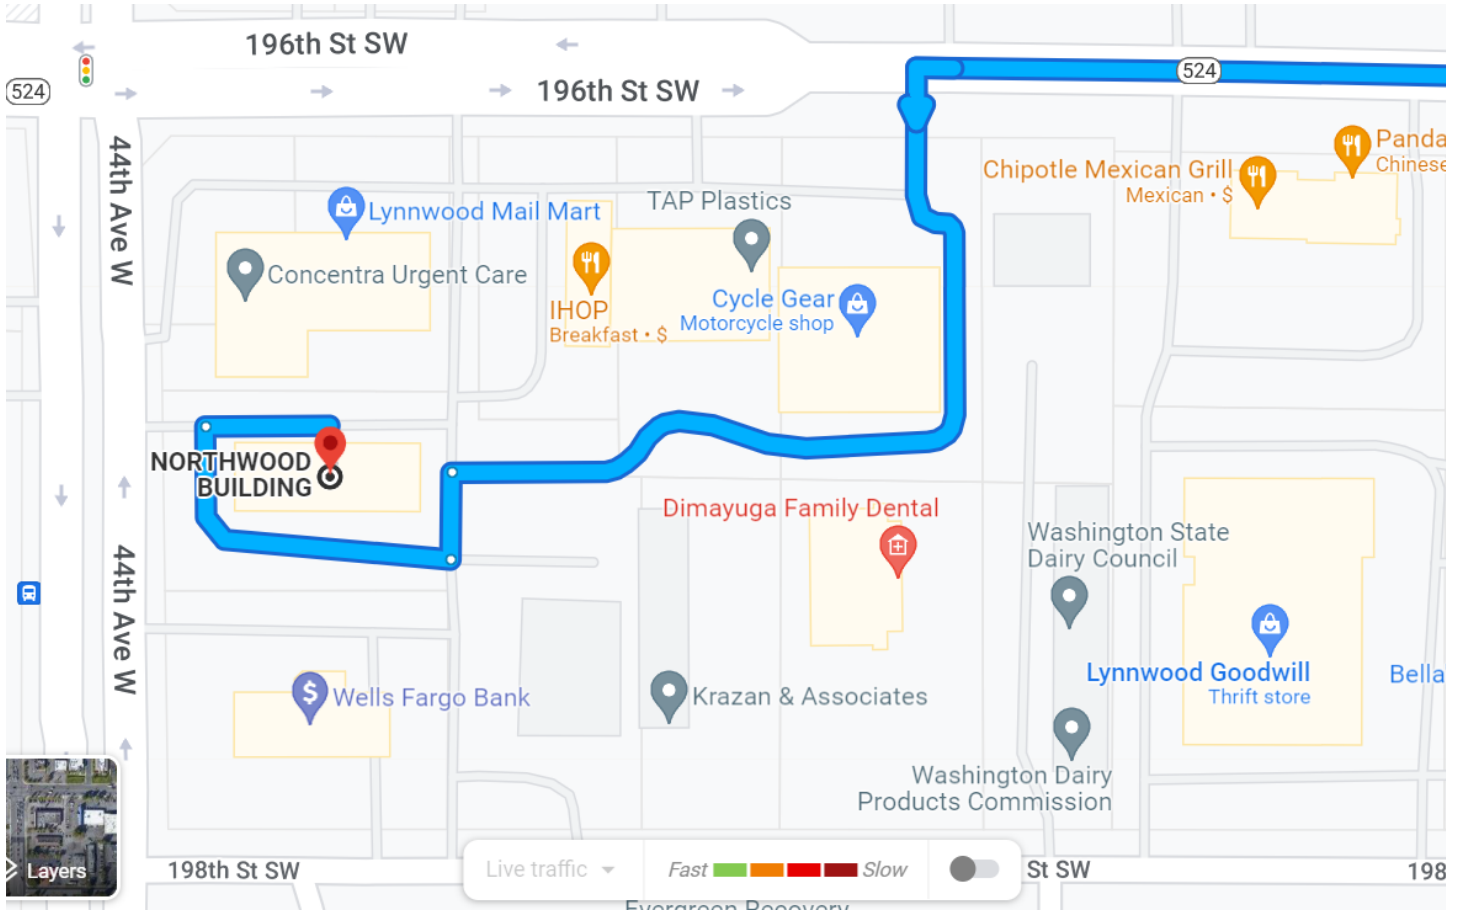 196th St SW
524
196th St SW
524
44th Ave W
Panda
Chinese
Chipotle Mexican Grill
Mexican • $
TAP Plastics
Lynnwood Mail Mart
Concentra Urgent Care
IHOP
Breakfast • $
Cycle Gear
Motorcycle shop
NORTHWOOD
BUILDING
Dimayuga Family Dental
Washington State
Dairy Council
44th Ave W
Lynnwood Goodwill
Thrift store
Bella
$
Wells Fargo Bank
Krazan & Associates
Washington Dairy
Products Commission
Layers
198th St SW
Live traffic
Fast
Slow
St SW
198
Evergreen Recovery